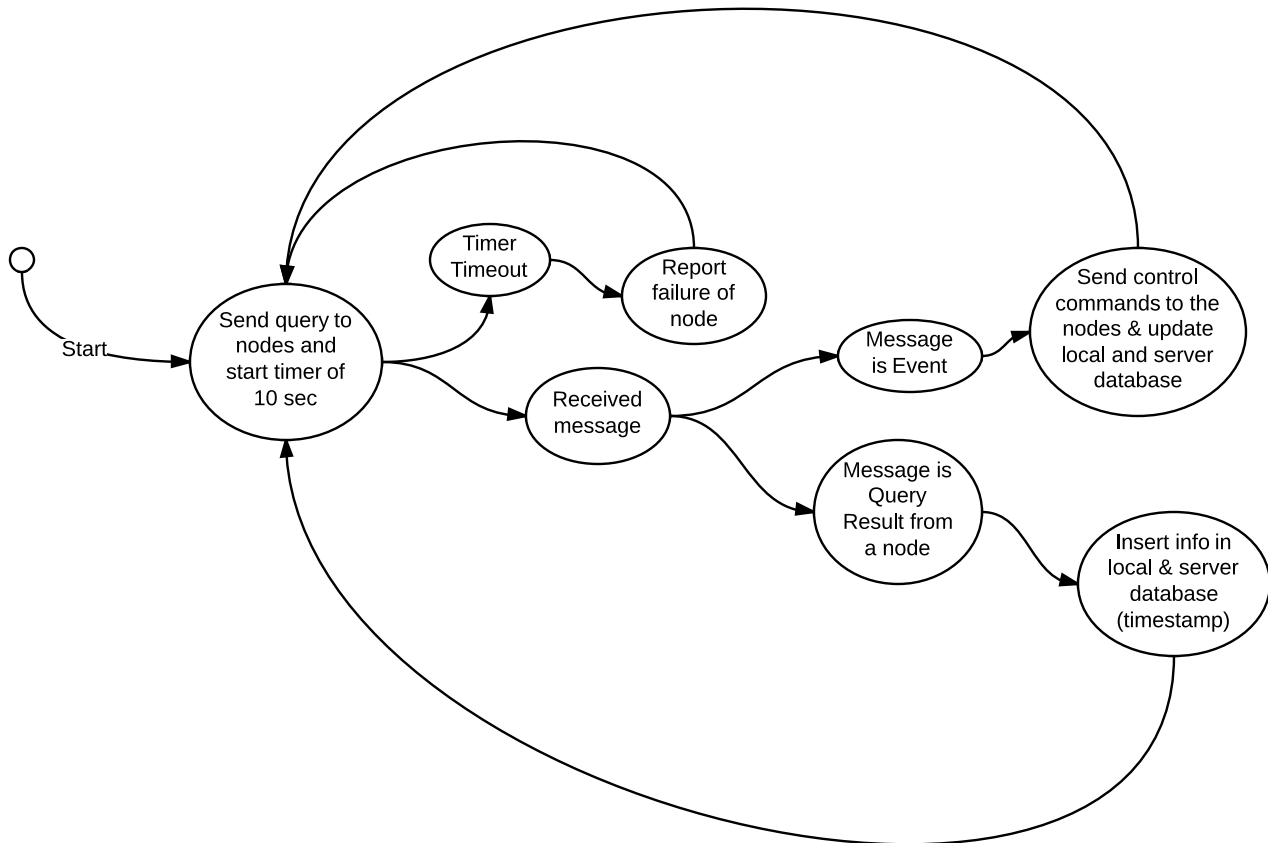 Start
Send query to
nodes and
start timer of
10 sec
Timer
Timeout
Report
failure of
node
Received
message
Message
is Event
Send control
commands to the
nodes & update
local and server
database
Message is
Query
Result from
a node
Insert info in
local & server
database
(timestamp)